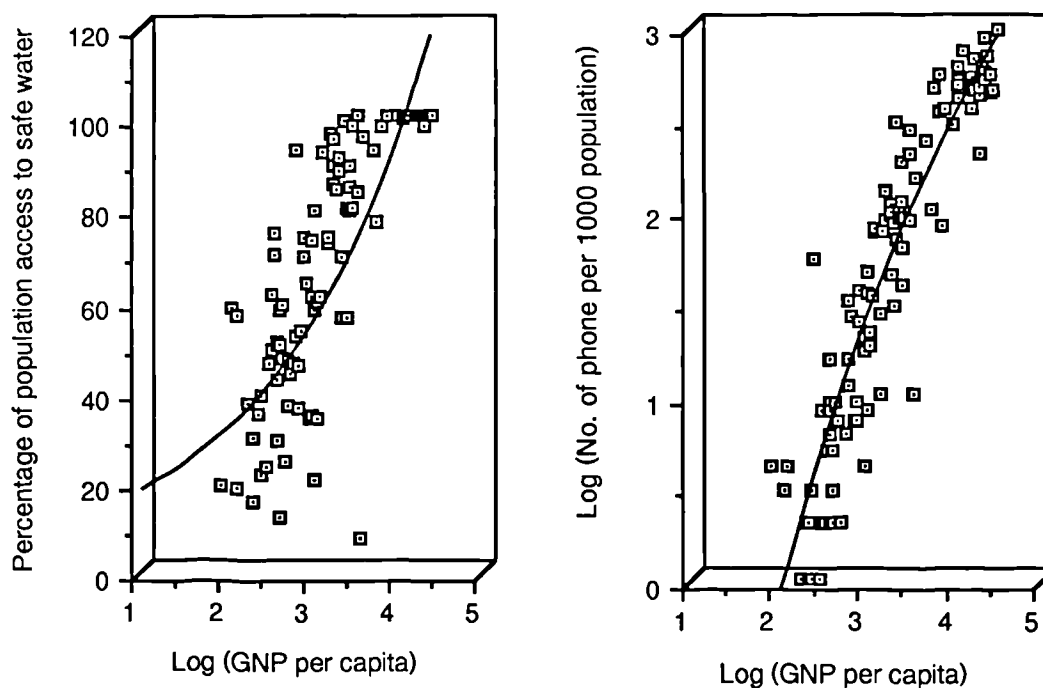 Percentage of population access to safe water
120
100
80
60
40
20
0
1 2 3 4 5
Log (GNP per capita)
Log (No. of phone per 1000 population)
3
2
1
0
1 2 3 4 5
Log (GNP per capita)